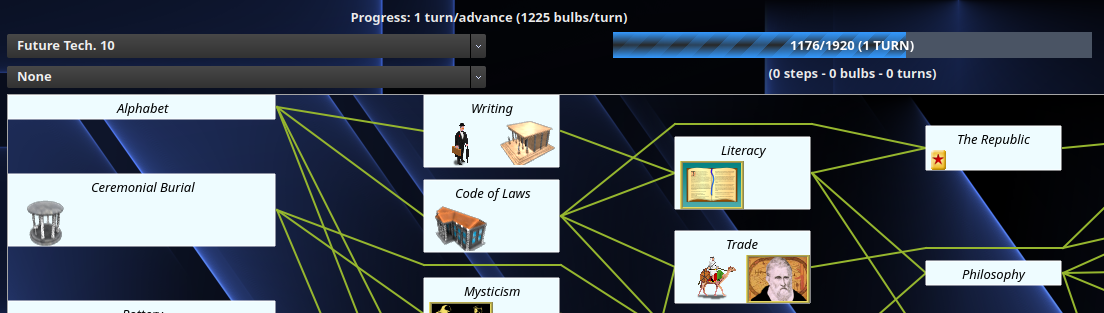 Progress: 1 turn/advance (1225 bulbs/turn)
Future Tech. 10
1176/1920 (1 TURN)
None
(0 steps - 0 bulbs - 0 turns)
Alphabet
Writing
The Republic
Literacy
Ceremonial Burial
Code of Laws
Trade
Philosophy
Mysticism
Pottery